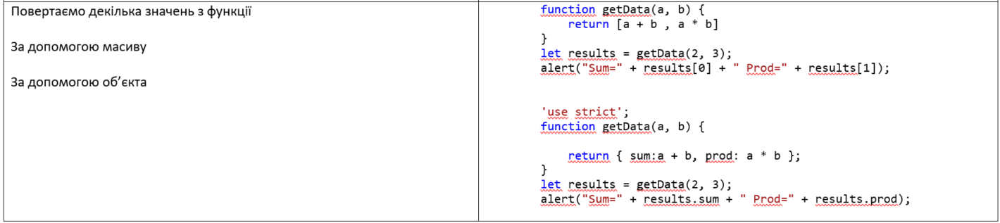 Повертаємо декілька значень з функції
За допомогою масиву
За допомогою об’єкта
function getData(a, b) {
    return [a + b , a * b]
}
let results = getData(2, 3);
alert("Sum=" + results[0] + " Prod=" + results[1]);
'use strict';
function getData(a, b) {
    return { sum:a + b, prod: a * b };
}
let results = getData(2, 3);
alert("Sum=" + results.sum + " Prod=" + results.prod);